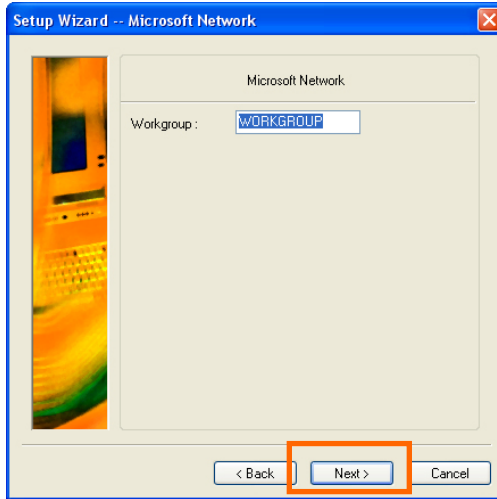 Setup Wizard -- Microsoft Network
Microsoft Network
Workgroup : WORKGROUP
< Back Next > Cancel